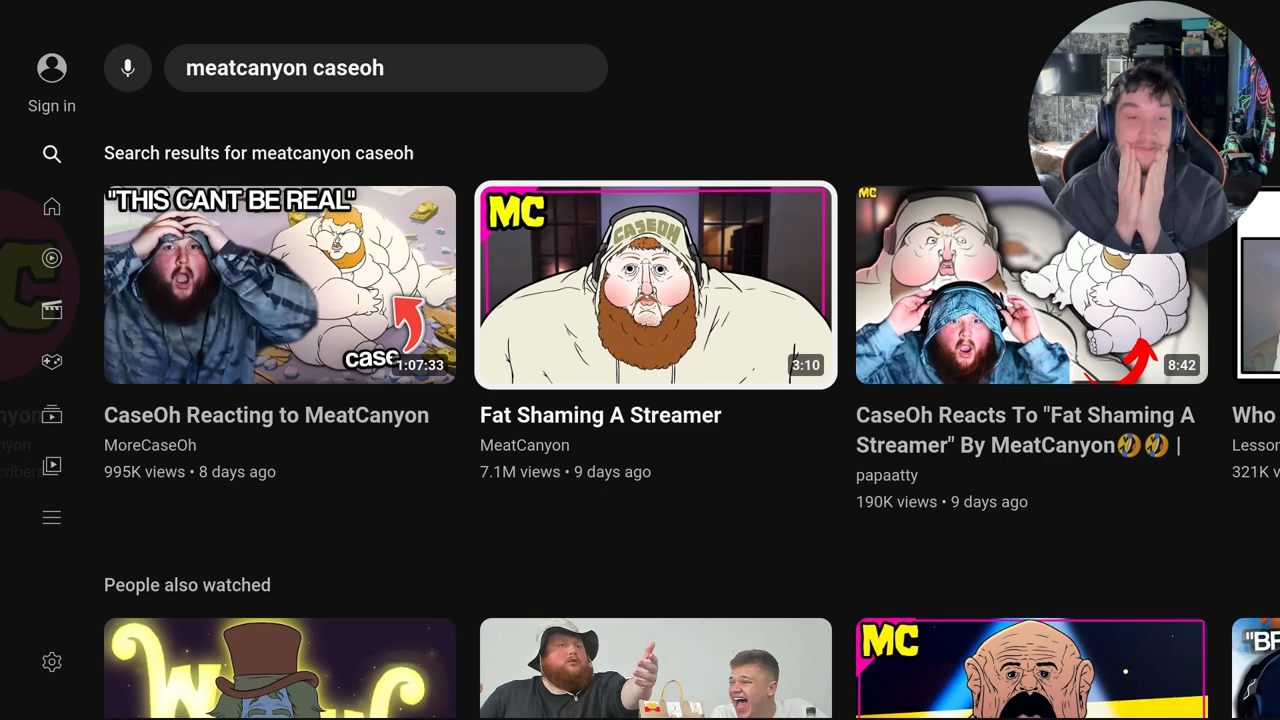 meatcanyon caseoh
Sign in
Search results for meatcanyon caseoh
"THIS CANT BE REAL"
case
1:07:33
MC
CASEOH
3:10
MC
8:42
CaseOh Reacting to MeatCanyon
MoreCaseOh
995K views • 8 days ago
Fat Shaming A Streamer
MeatCanyon
7.1M views • 9 days ago
CaseOh Reacts To "Fat Shaming A
Streamer" By MeatCanyon🤣🤣 |
papaatty
190K views • 9 days ago
Who
Lesson
321K v
People also watched
MC
"BF